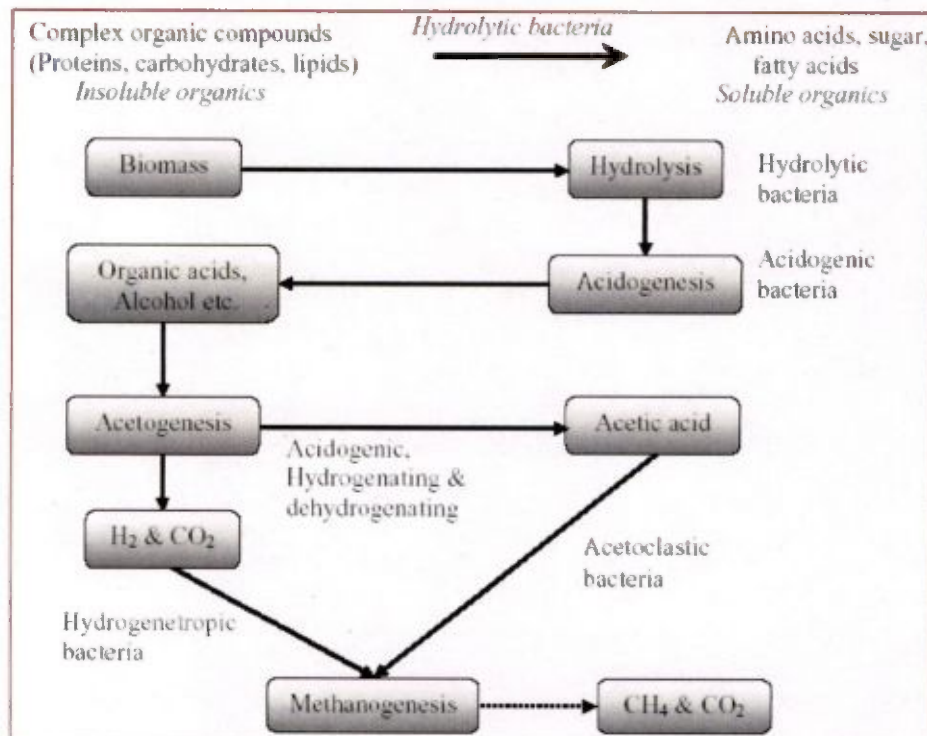 Complex organic compounds
(Proteins, carbohydrates, lipids)
Insoluble organics
Hydrolytic bacteria
Amino acids, sugar,
fatty acids
Soluble organics
Biomass
Hydrolysis
Hydrolytic
bacteria
Organic acids,
Alcohol etc.
Acidogenesis
Acidogenic
bacteria
Acetogenesis
Acidogenic,
Hydrogenating &
dehydrogenating
Acetic acid
H₂ & CO₂
Acetoclastic
bacteria
Hydrogenetropic
bacteria
Methanogenesis
CH₄ & CO₂